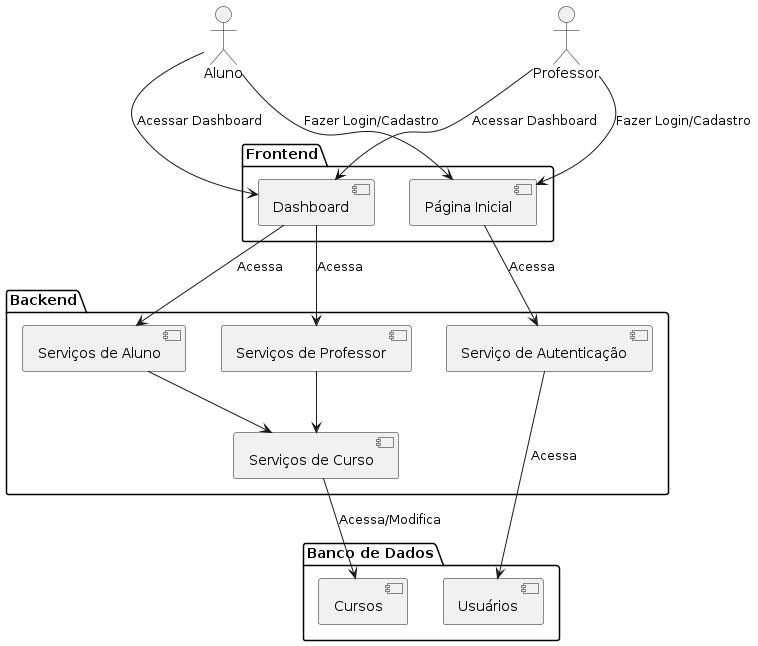 Aluno
Professor
Acessar Dashboard
Fazer Login/Cadastro
Acessar Dashboard
Fazer Login/Cadastro
Frontend
Dashboard
Página Inicial
Acessa
Acessa
Acessa
Backend
Serviços de Aluno
Serviços de Professor
Serviço de Autenticação
Serviços de Curso
Acessa
Acessa/Modifica
Banco de Dados
Cursos
Usuários